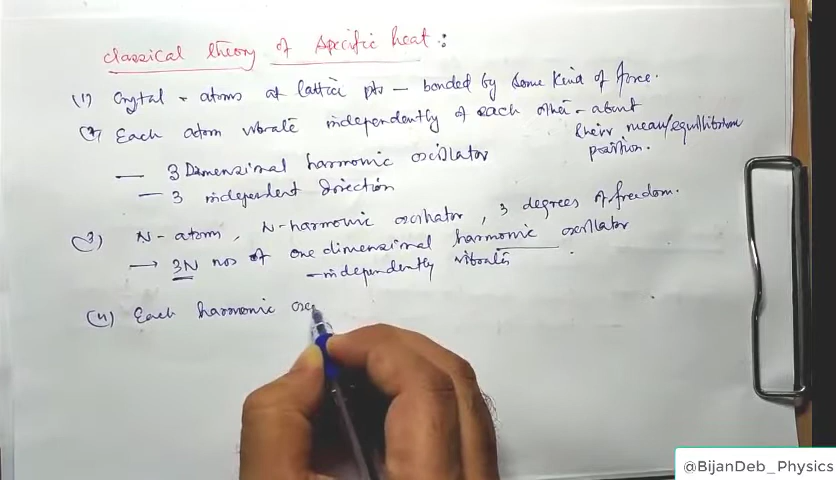 classical theory of specific heat :
(1) Crystal - atoms at lattice pts - bonded by some kind of force.
(2) Each atom vibrate independently of each other - about their mean/equilibrium position.
— 3 Dimensional harmonic oscillator
— 3 independent direction
(3) N-atom, N-harmonic oscillator, 3 degrees of freedom.
→ 3N nos of one dimensional harmonic oscillator
- independently vibrates
(4) Each harmonic osc
@BijanDeb_Physics